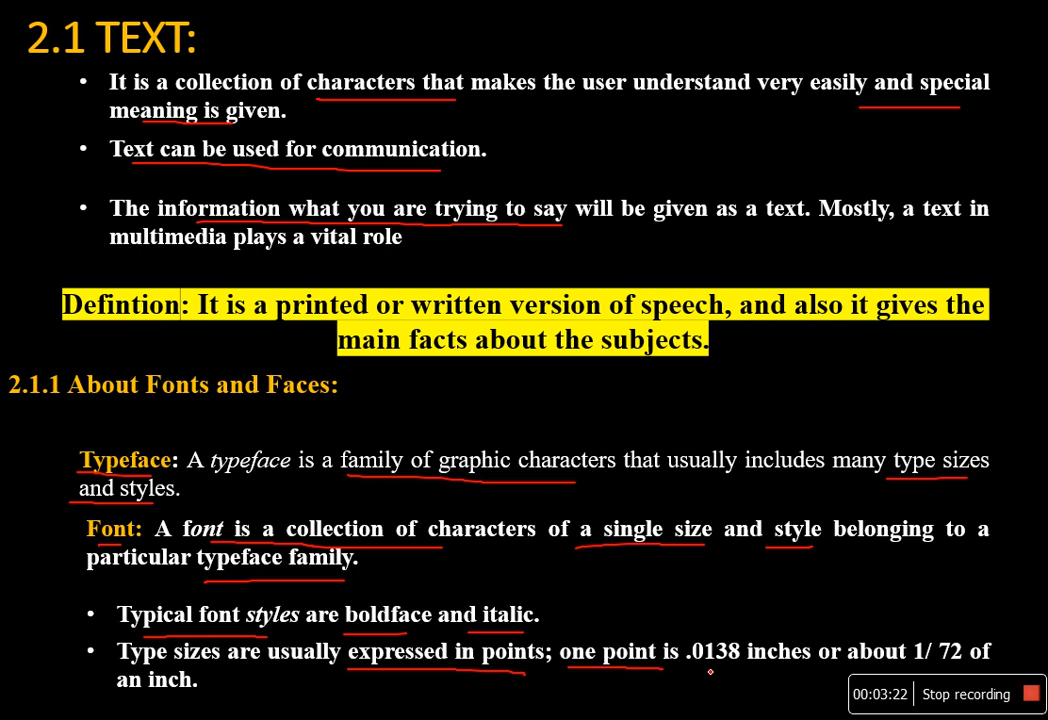 2.1 TEXT:
• It is a collection of characters that makes the user understand very easily and special
meaning is given.
• Text can be used for communication.
• The information what you are trying to say will be given as a text. Mostly, a text in
multimedia plays a vital role
Defintion: It is a printed or written version of speech, and also it gives the
main facts about the subjects.
2.1.1 About Fonts and Faces:
Typeface: A typeface is a family of graphic characters that usually includes many type sizes
and styles.
Font: A font is a collection of characters of a single size and style belonging to a
particular typeface family.
• Typical font styles are boldface and italic.
• Type sizes are usually expressed in points; one point is .0138 inches or about 1/ 72 of
an inch.
00:03:22 Stop recording